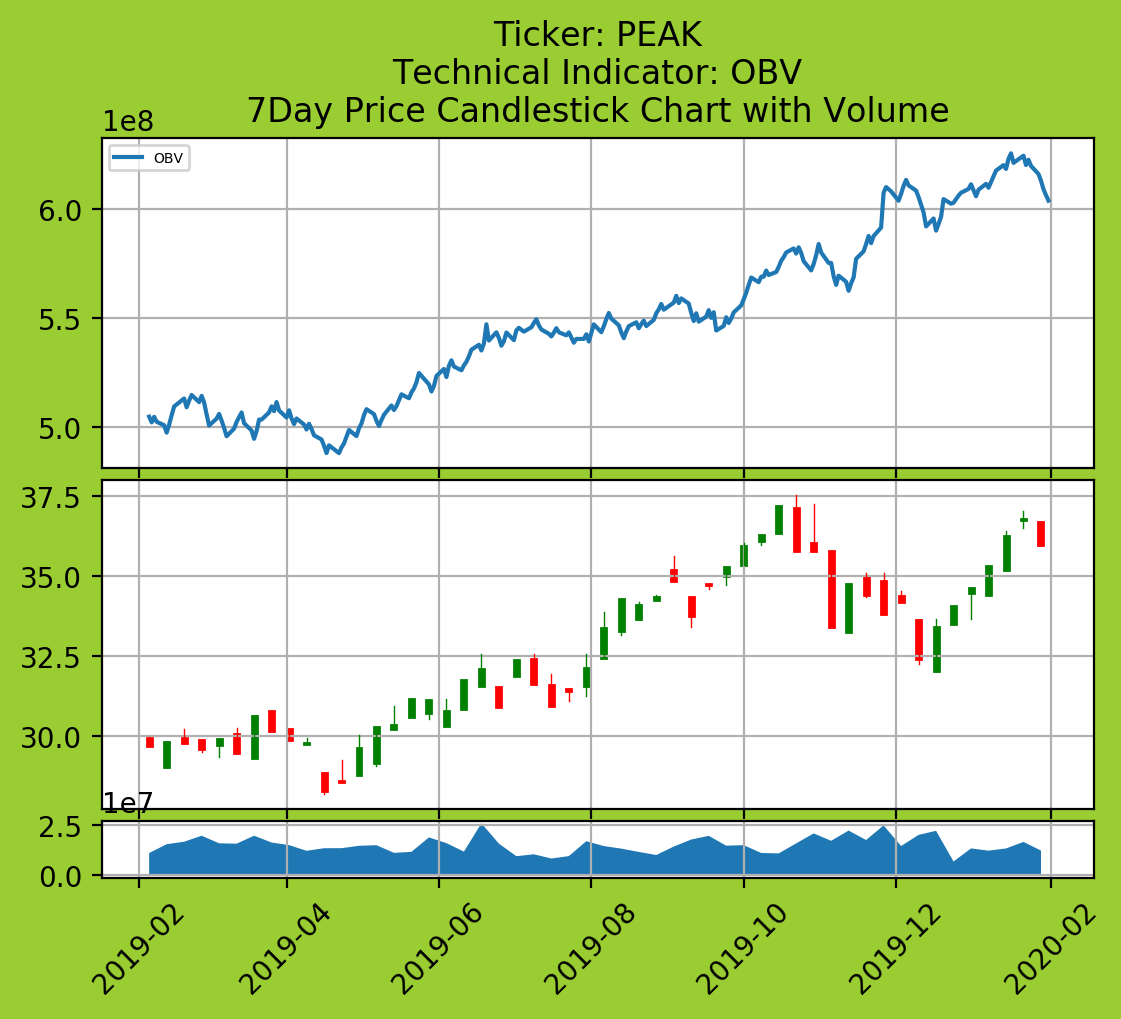 Ticker: PEAK
Technical Indicator: OBV
7Day Price Candlestick Chart with Volume
1e8
OBV
6.0
5.5
5.0
37.5
35.0
32.5
30.0
1e7
2.5
0.0
2019-02
2019-04
2019-06
2019-08
2019-10
2019-12
2020-02